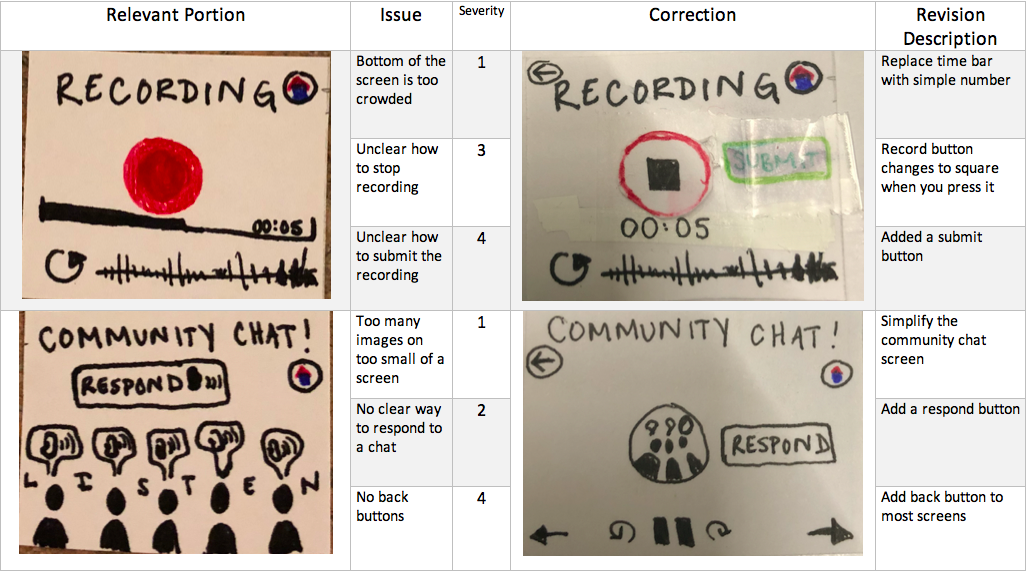 Relevant Portion
Issue
Severity
Correction
Revision
Description
RECORDING
00:05
Bottom of
the screen is
too
crowded
1
RECORDING
SUBMIT
00:05
Replace time bar
with simple number
Unclear how
to stop
recording
3
Record button
changes to square
when you press it
Unclear how
to submit the
recording
4
Added a submit
button
COMMUNITY CHAT!
RESPOND
L I S T E N
Too many
images on
too small of a
screen
1
COMMUNITY CHAT!
RESPOND
Simplify the
community chat
screen
No clear way
to respond to
a chat
2
Add a respond button
No back
buttons
4
Add back button to
most screens